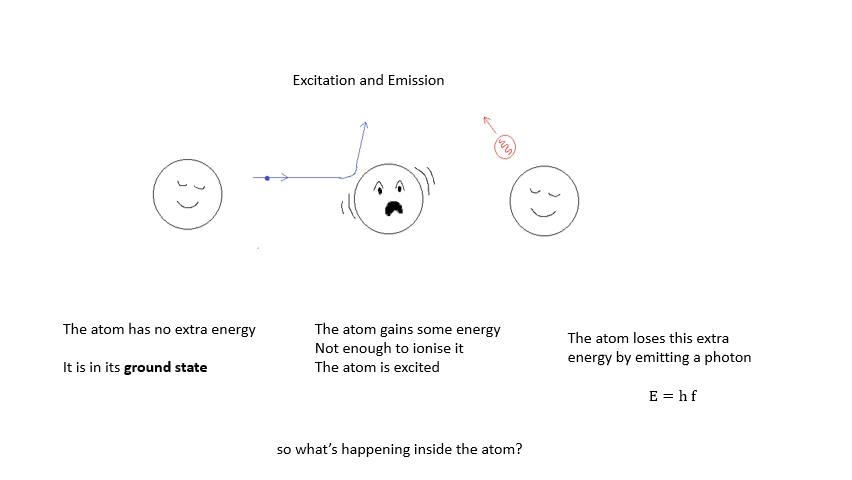 Excitation and Emission
The atom has no extra energy
It is in its ground state
The atom gains some energy
Not enough to ionise it
The atom is excited
The atom loses this extra
energy by emitting a photon
E = h f
so what’s happening inside the atom?